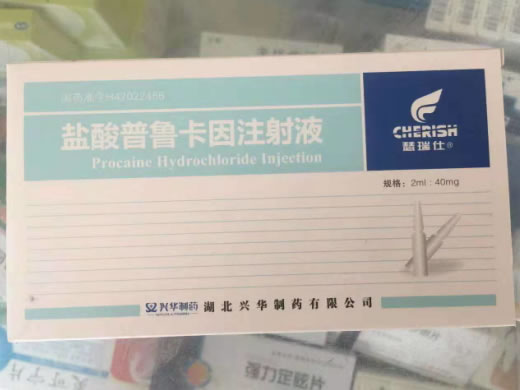 国药准字H42022466
盐酸普鲁卡因注射液
Procaine Hydrochloride Injection
CHERISH
慧瑞仕®
规格：2ml：40mg
兴华制药 湖北兴华制药有限公司
强力定眩片